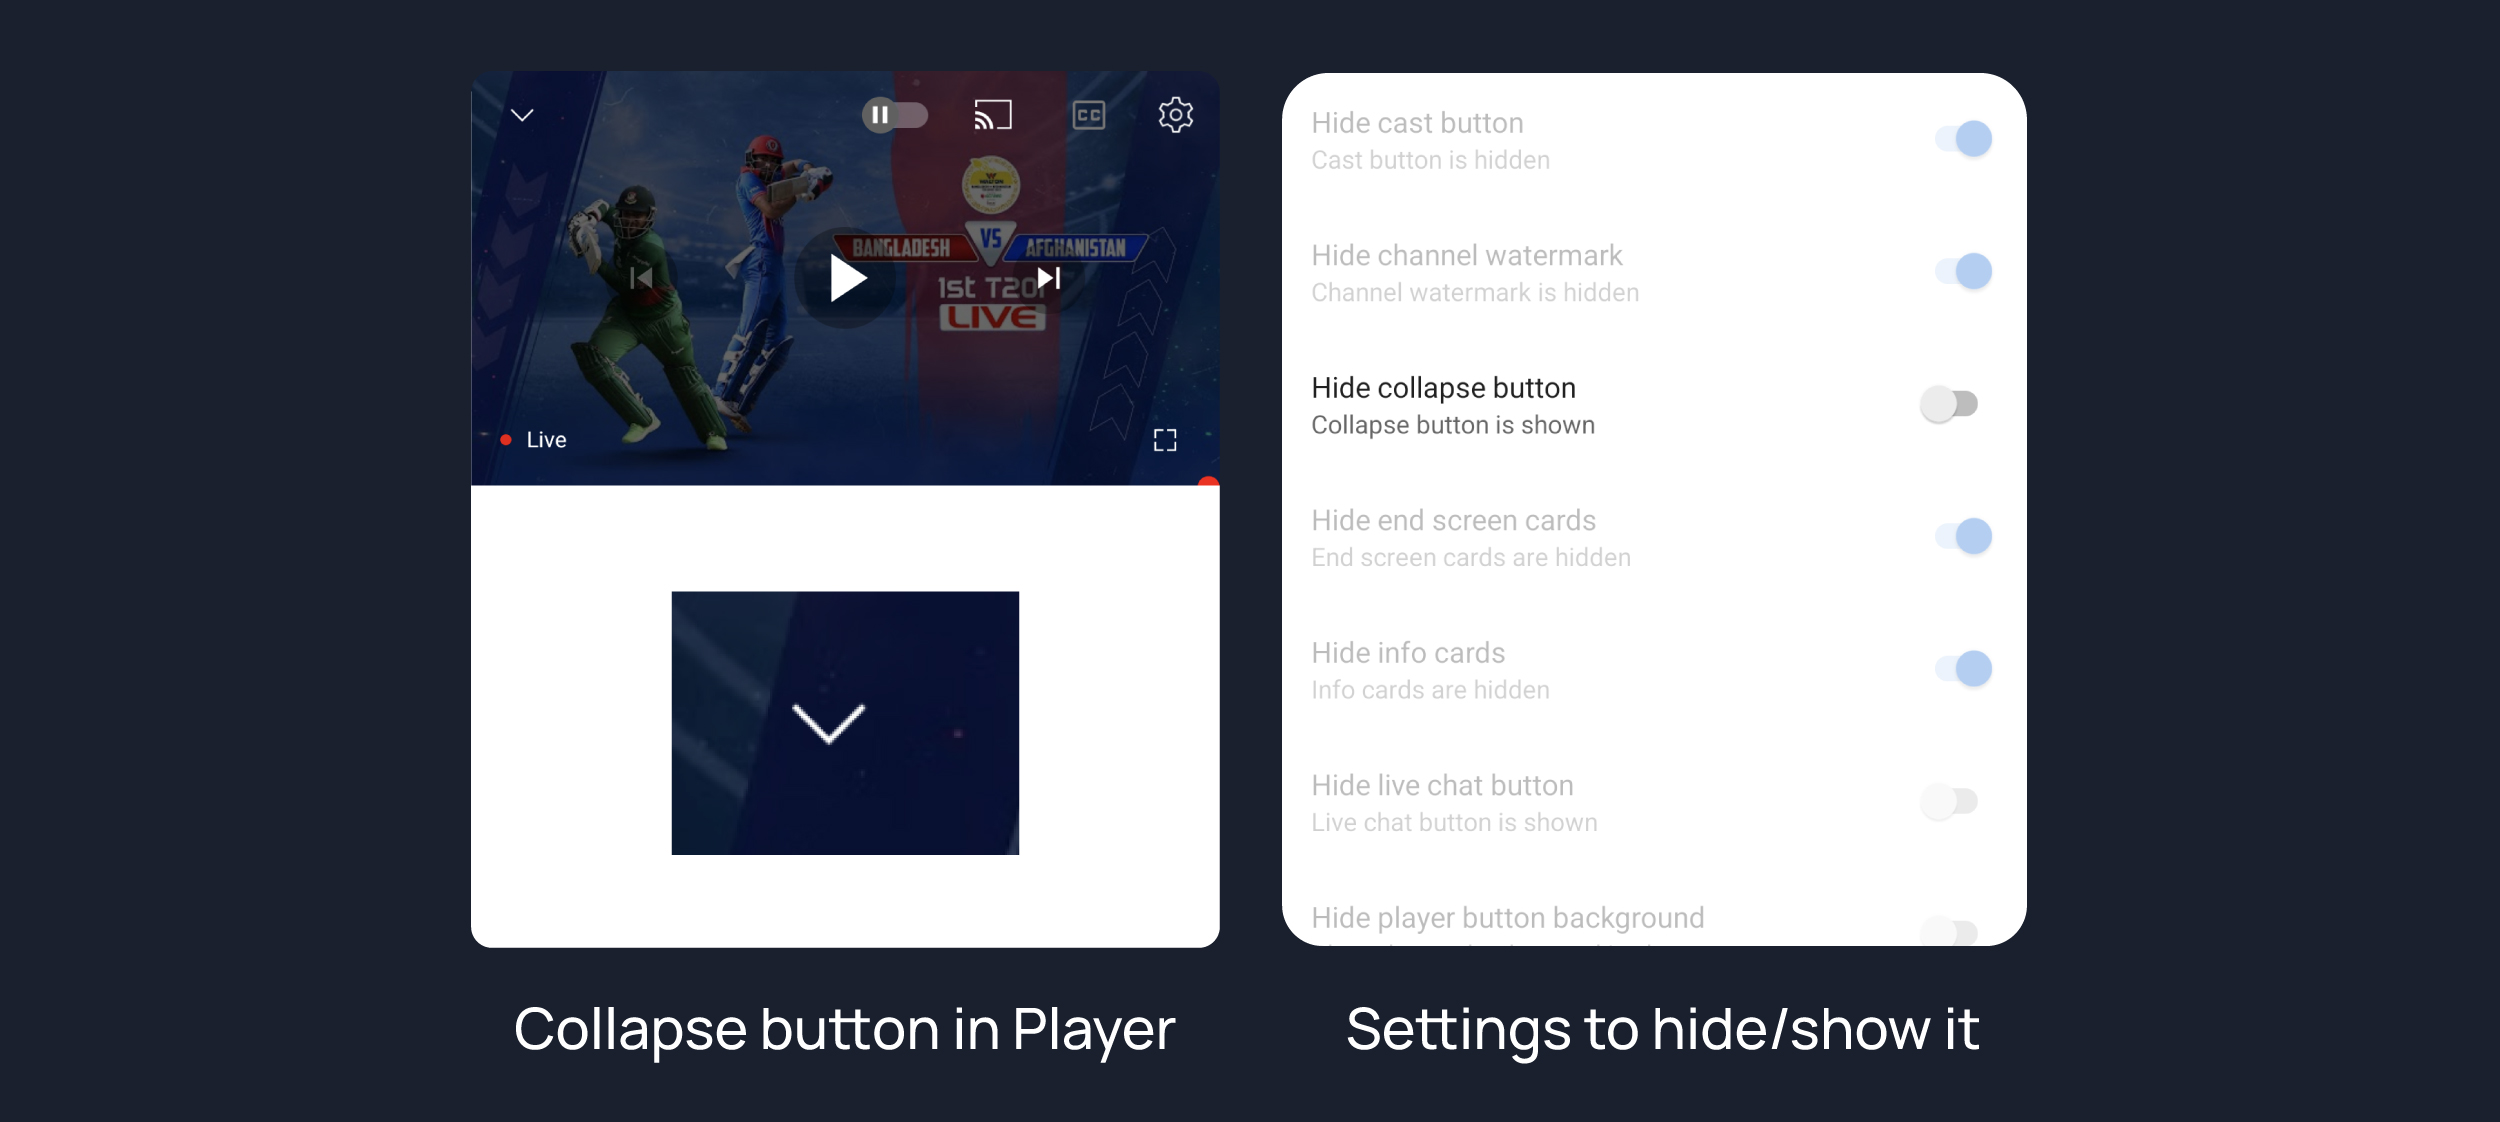 CC
BANGLADESH VS AFGHANISTAN
1st T20I
LIVE
Live
Collapse button in Player
Hide cast button
Cast button is hidden
Hide channel watermark
Channel watermark is hidden
Hide collapse button
Collapse button is shown
Hide end screen cards
End screen cards are hidden
Hide info cards
Info cards are hidden
Hide live chat button
Live chat button is shown
Hide player button background
Settings to hide/show it